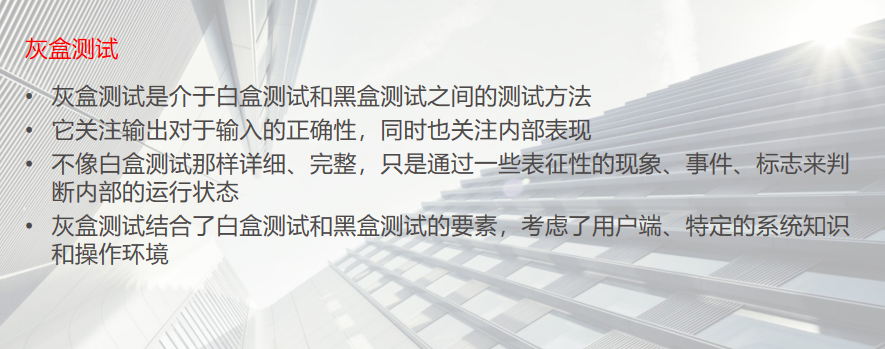 灰盒测试
• 灰盒测试是介于白盒测试和黑盒测试之间的测试方法
• 它关注输出对于输入的正确性，同时也关注内部表现
• 不像白盒测试那样详细、完整，只是通过一些表征性的现象、事件、标志来判
断内部的运行状态
• 灰盒测试结合了白盒测试和黑盒测试的要素，考虑了用户端、特定的系统知识
和操作环境